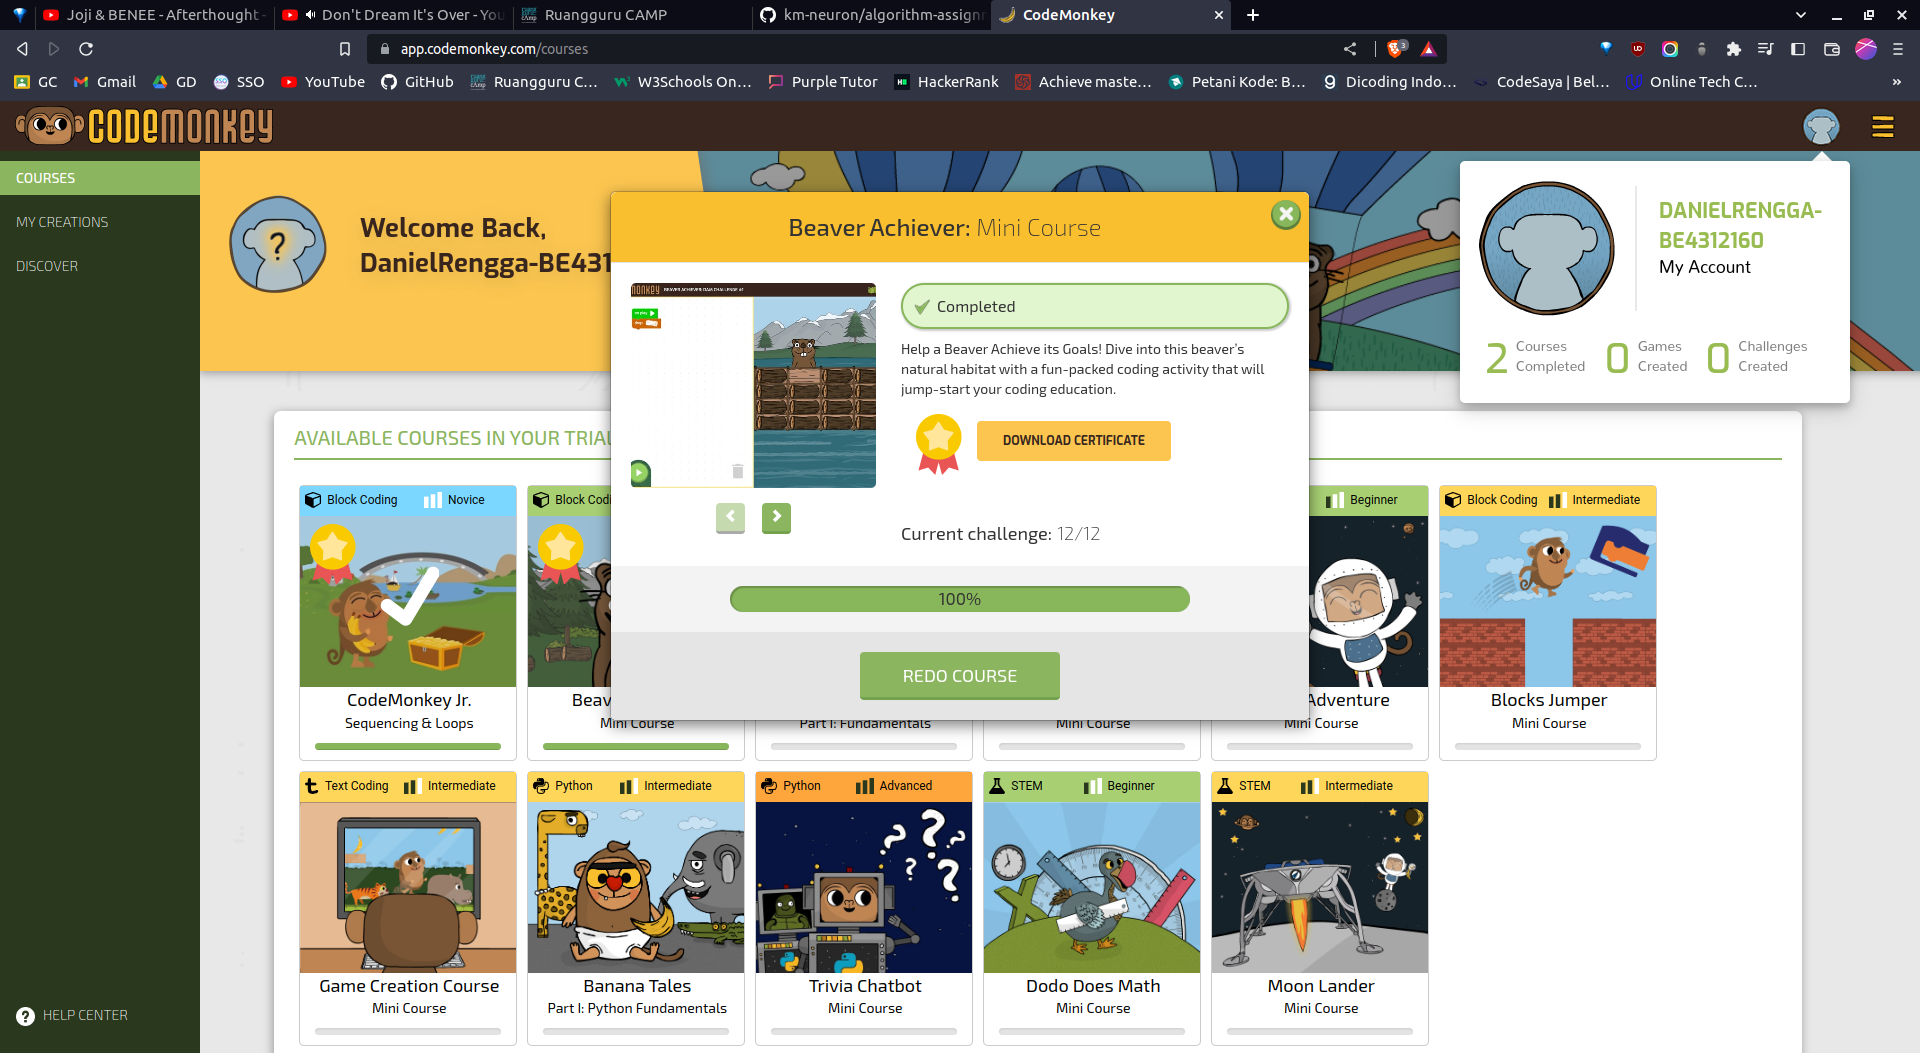 Joji & BENEE - Afterthought -
Don't Dream It's Over - You
Ruangguru CAMP
km-neuron/algorithm-assignm
CodeMonkey
app.codemonkey.com/courses
3
GC
Gmail
GD
SSO
YouTube
GitHub
Ruangguru C...
W3Schools On...
Purple Tutor
HackerRank
Achieve maste...
Petani Kode: B...
Dicoding Indo...
CodeSaya | Bel...
Online Tech C...
»
CODEMONKEY
COURSES
MY CREATIONS
DISCOVER
HELP CENTER
Welcome Back,
DanielRengga-BE431
DANIELRENGGA-
BE4312160
My Account
2 Courses Completed
0 Games Created
0 Challenges Created
Beaver Achiever: Mini Course
Completed
Help a Beaver Achieve its Goals! Dive into this beaver's
natural habitat with a fun-packed coding activity that will
jump-start your coding education.
DOWNLOAD CERTIFICATE
Current challenge: 12/12
100%
REDO COURSE
AVAILABLE COURSES IN YOUR TRIAL
Block Coding Novice
CodeMonkey Jr.
Sequencing & Loops
Block Codi
Beav
Mini Course
Part I: Fundamentals
Mini Course
Beginner
Adventure
Mini Course
Block Coding Intermediate
Blocks Jumper
Mini Course
Text Coding Intermediate
Game Creation Course
Mini Course
Python Intermediate
Banana Tales
Part I: Python Fundamentals
Python Advanced
Trivia Chatbot
Mini Course
STEM Beginner
Dodo Does Math
Mini Course
STEM Intermediate
Moon Lander
Mini Course